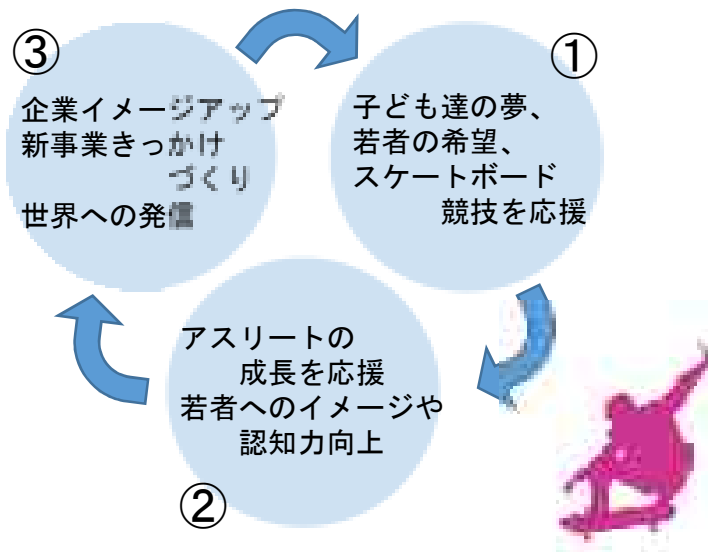 ①
子ども達の夢、
若者の希望、
スケートボード
競技を応援
②
アスリートの
成長を応援
若者へのイメージや
認知力向上
③
企業イメージアップ
新事業きっかけ
づくり
世界への発信